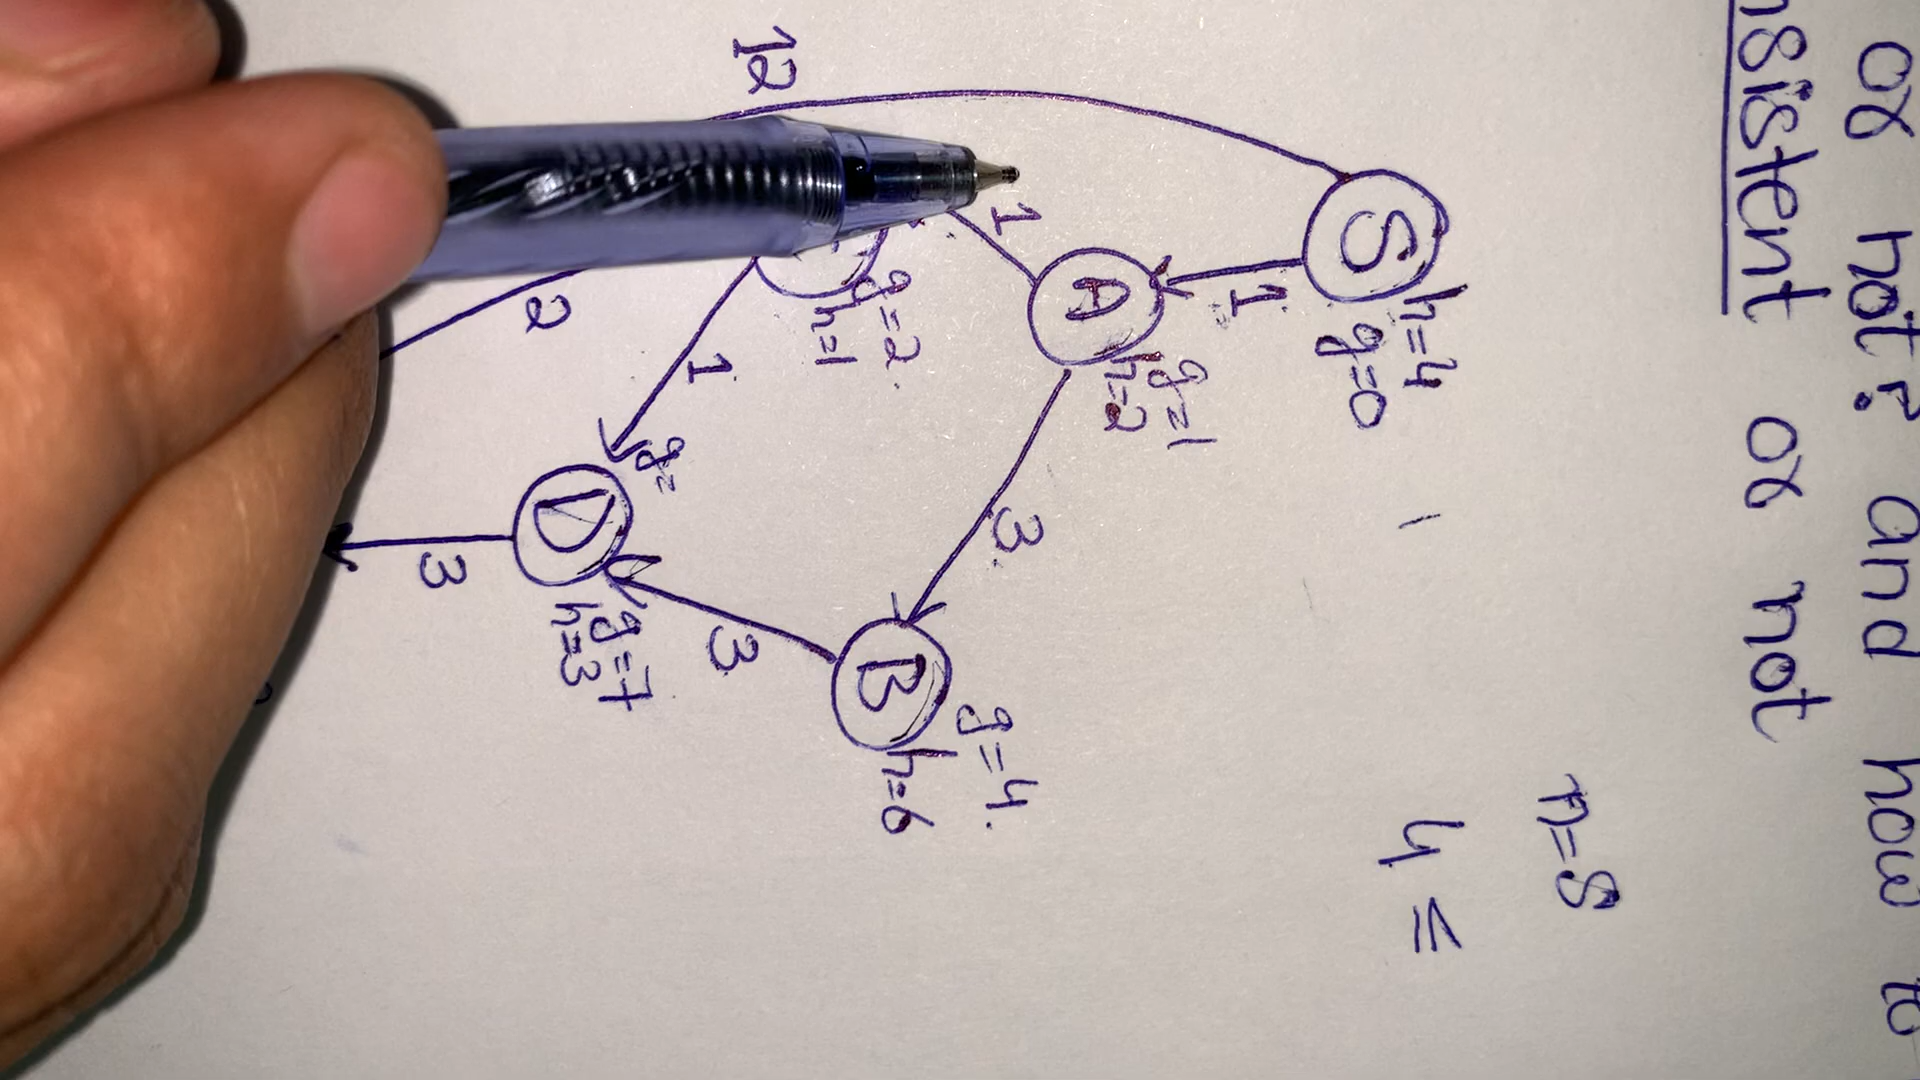 or not? and how to
nsistent or not
n=S
4 ≤
S
h=4
g=0
1
12
A
g=1
h=2
1
3
g=2
h=1
B
g=4
h=6
1
3
g=
D
g=7
h=3
2
3